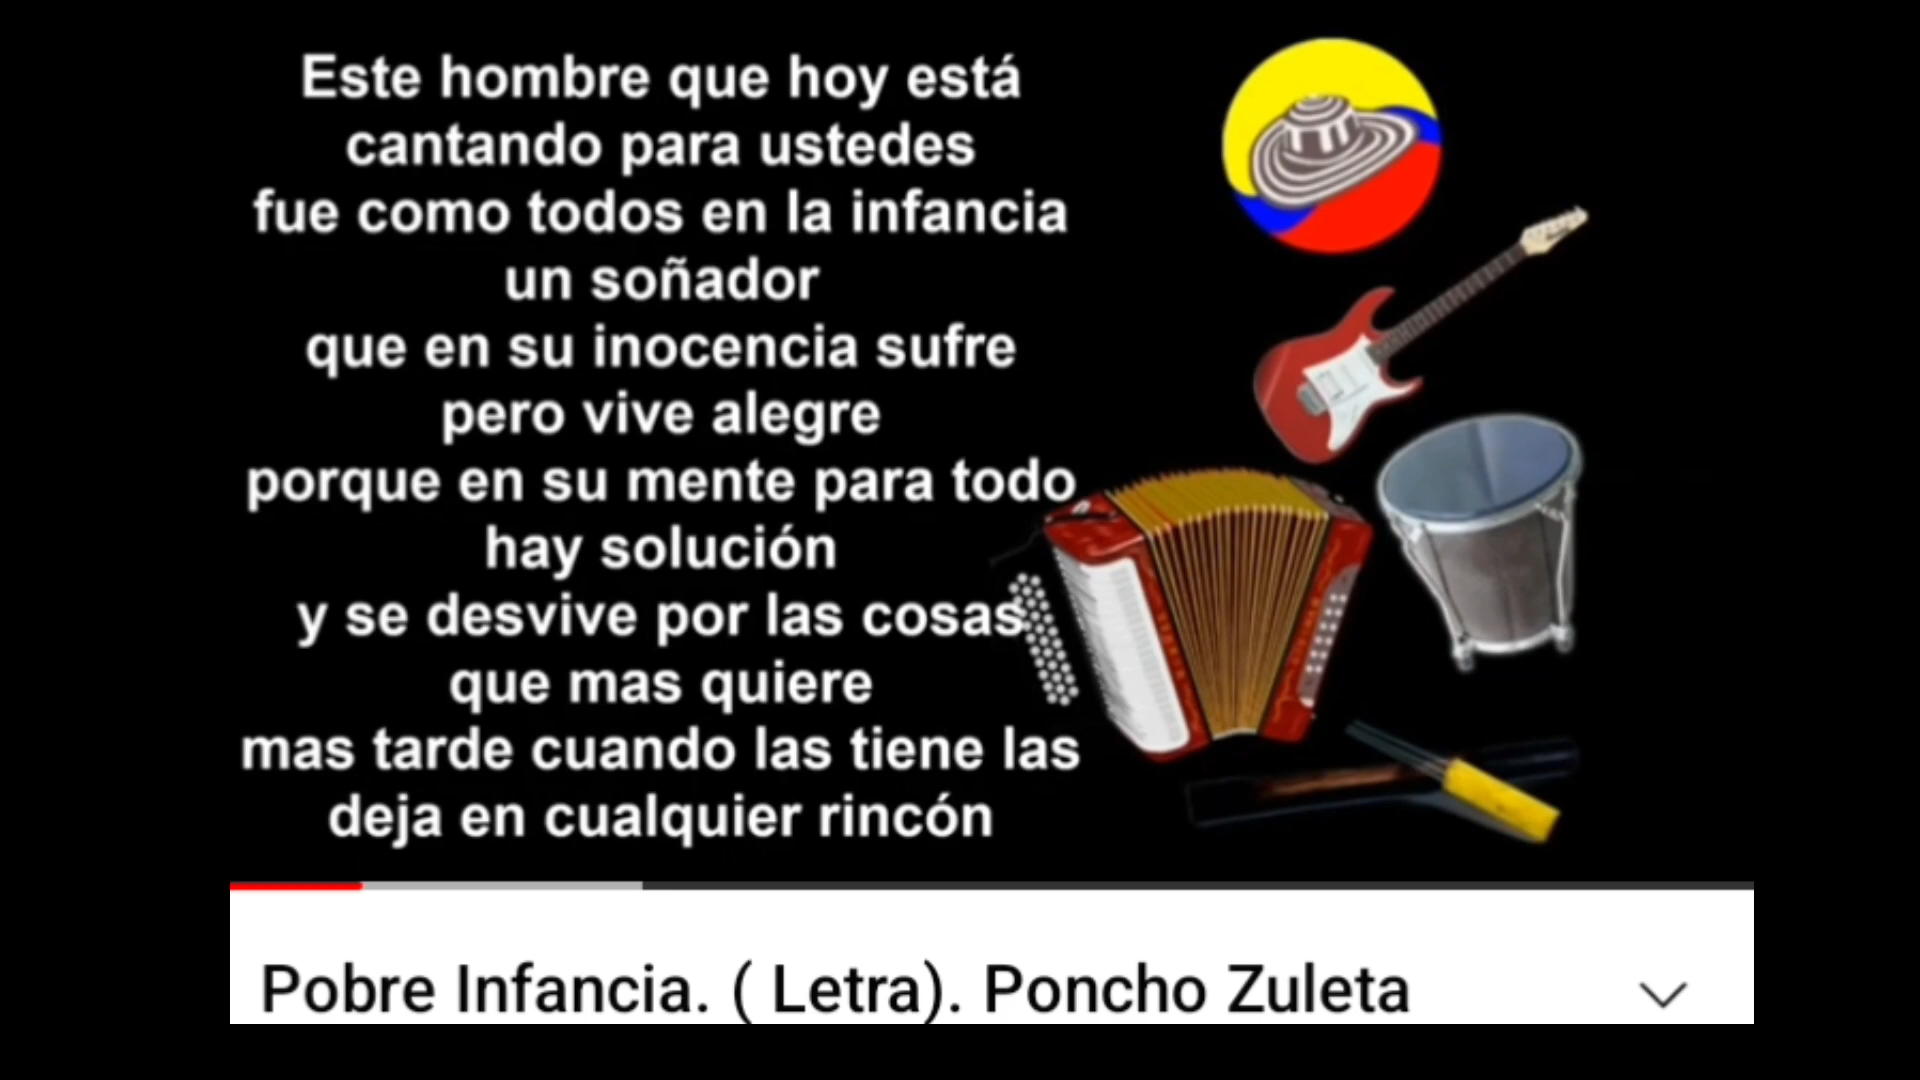 Este hombre que hoy está
cantando para ustedes
fue como todos en la infancia
un soñador
que en su inocencia sufre
pero vive alegre
porque en su mente para todo
hay solución
y se desvive por las cosas
que mas quiere
mas tarde cuando las tiene las
deja en cualquier rincón
Pobre Infancia. ( Letra). Poncho Zuleta